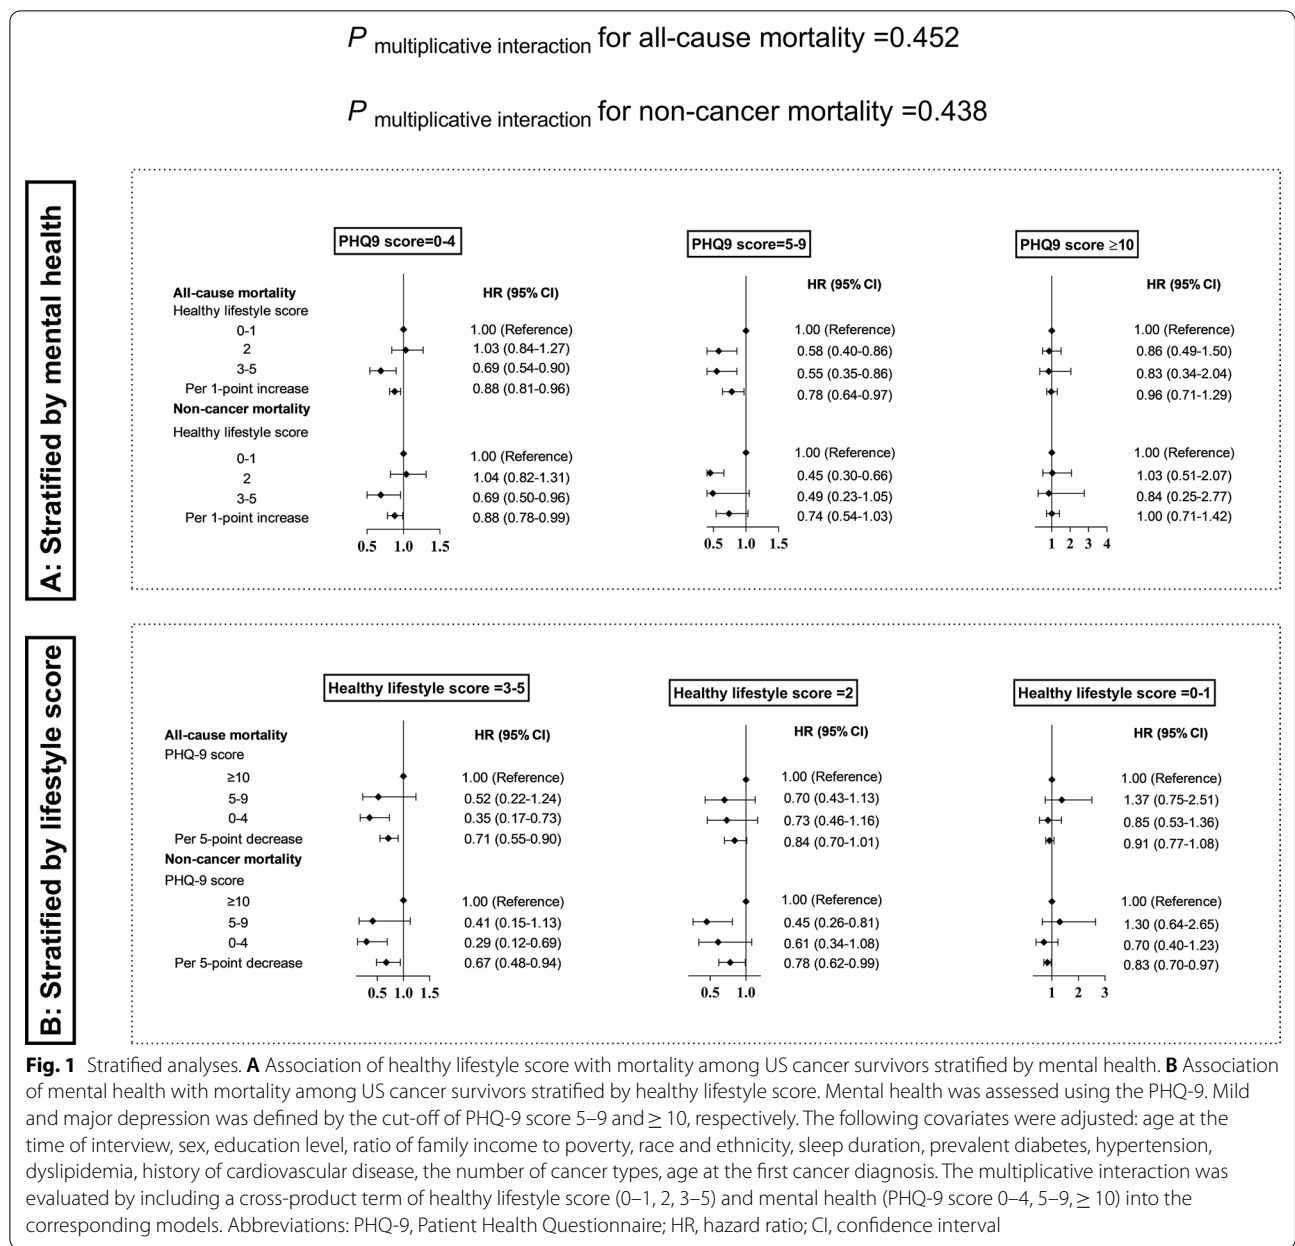 P multiplicative interaction for all-cause mortality =0.452
P multiplicative interaction for non-cancer mortality =0.438
A: Stratified by mental health
PHQ9 score=0-4
PHQ9 score=5-9
PHQ9 score ≥10
All-cause mortality HR (95% CI) HR (95% CI) HR (95% CI)
Healthy lifestyle score
0-1 1.00 (Reference) 1.00 (Reference) 1.00 (Reference)
2 1.03 (0.84-1.27) 0.58 (0.40-0.86) 0.86 (0.49-1.50)
3-5 0.69 (0.54-0.90) 0.55 (0.35-0.86) 0.83 (0.34-2.04)
Per 1-point increase 0.88 (0.81-0.96) 0.78 (0.64-0.97) 0.96 (0.71-1.29)
Non-cancer mortality
Healthy lifestyle score
0-1 1.00 (Reference) 1.00 (Reference) 1.00 (Reference)
2 1.04 (0.82-1.31) 0.45 (0.30-0.66) 1.03 (0.51-2.07)
3-5 0.69 (0.50-0.96) 0.49 (0.23-1.05) 0.84 (0.25-2.77)
Per 1-point increase 0.88 (0.78-0.99) 0.74 (0.54-1.03) 1.00 (0.71-1.42)
0.5 1.0 1.5 0.5 1.0 1.5 1 2 3 4
B: Stratified by lifestyle score
Healthy lifestyle score =3-5
Healthy lifestyle score =2
Healthy lifestyle score =0-1
All-cause mortality HR (95% CI) HR (95% CI) HR (95% CI)
PHQ-9 score
≥10 1.00 (Reference) 1.00 (Reference) 1.00 (Reference)
5-9 0.52 (0.22-1.24) 0.70 (0.43-1.13) 1.37 (0.75-2.51)
0-4 0.35 (0.17-0.73) 0.73 (0.46-1.16) 0.85 (0.53-1.36)
Per 5-point decrease 0.71 (0.55-0.90) 0.84 (0.70-1.01) 0.91 (0.77-1.08)
Non-cancer mortality
PHQ-9 score
≥10 1.00 (Reference) 1.00 (Reference) 1.00 (Reference)
5-9 0.41 (0.15-1.13) 0.45 (0.26-0.81) 1.30 (0.64-2.65)
0-4 0.29 (0.12-0.69) 0.61 (0.34-1.08) 0.70 (0.40-1.23)
Per 5-point decrease 0.67 (0.48-0.94) 0.78 (0.62-0.99) 0.83 (0.70-0.97)
0.5 1.0 1.5 0.5 1.0 1 2 3
Fig. 1 Stratified analyses. A Association of healthy lifestyle score with mortality among US cancer survivors stratified by mental health. B Association
of mental health with mortality among US cancer survivors stratified by healthy lifestyle score. Mental health was assessed using the PHQ-9. Mild
and major depression was defined by the cut-off of PHQ-9 score 5–9 and ≥ 10, respectively. The following covariates were adjusted: age at the
time of interview, sex, education level, ratio of family income to poverty, race and ethnicity, sleep duration, prevalent diabetes, hypertension,
dyslipidemia, history of cardiovascular disease, the number of cancer types, age at the first cancer diagnosis. The multiplicative interaction was
evaluated by including a cross-product term of healthy lifestyle score (0–1, 2, 3–5) and mental health (PHQ-9 score 0–4, 5–9, ≥ 10) into the
corresponding models. Abbreviations: PHQ-9, Patient Health Questionnaire; HR, hazard ratio; CI, confidence interval